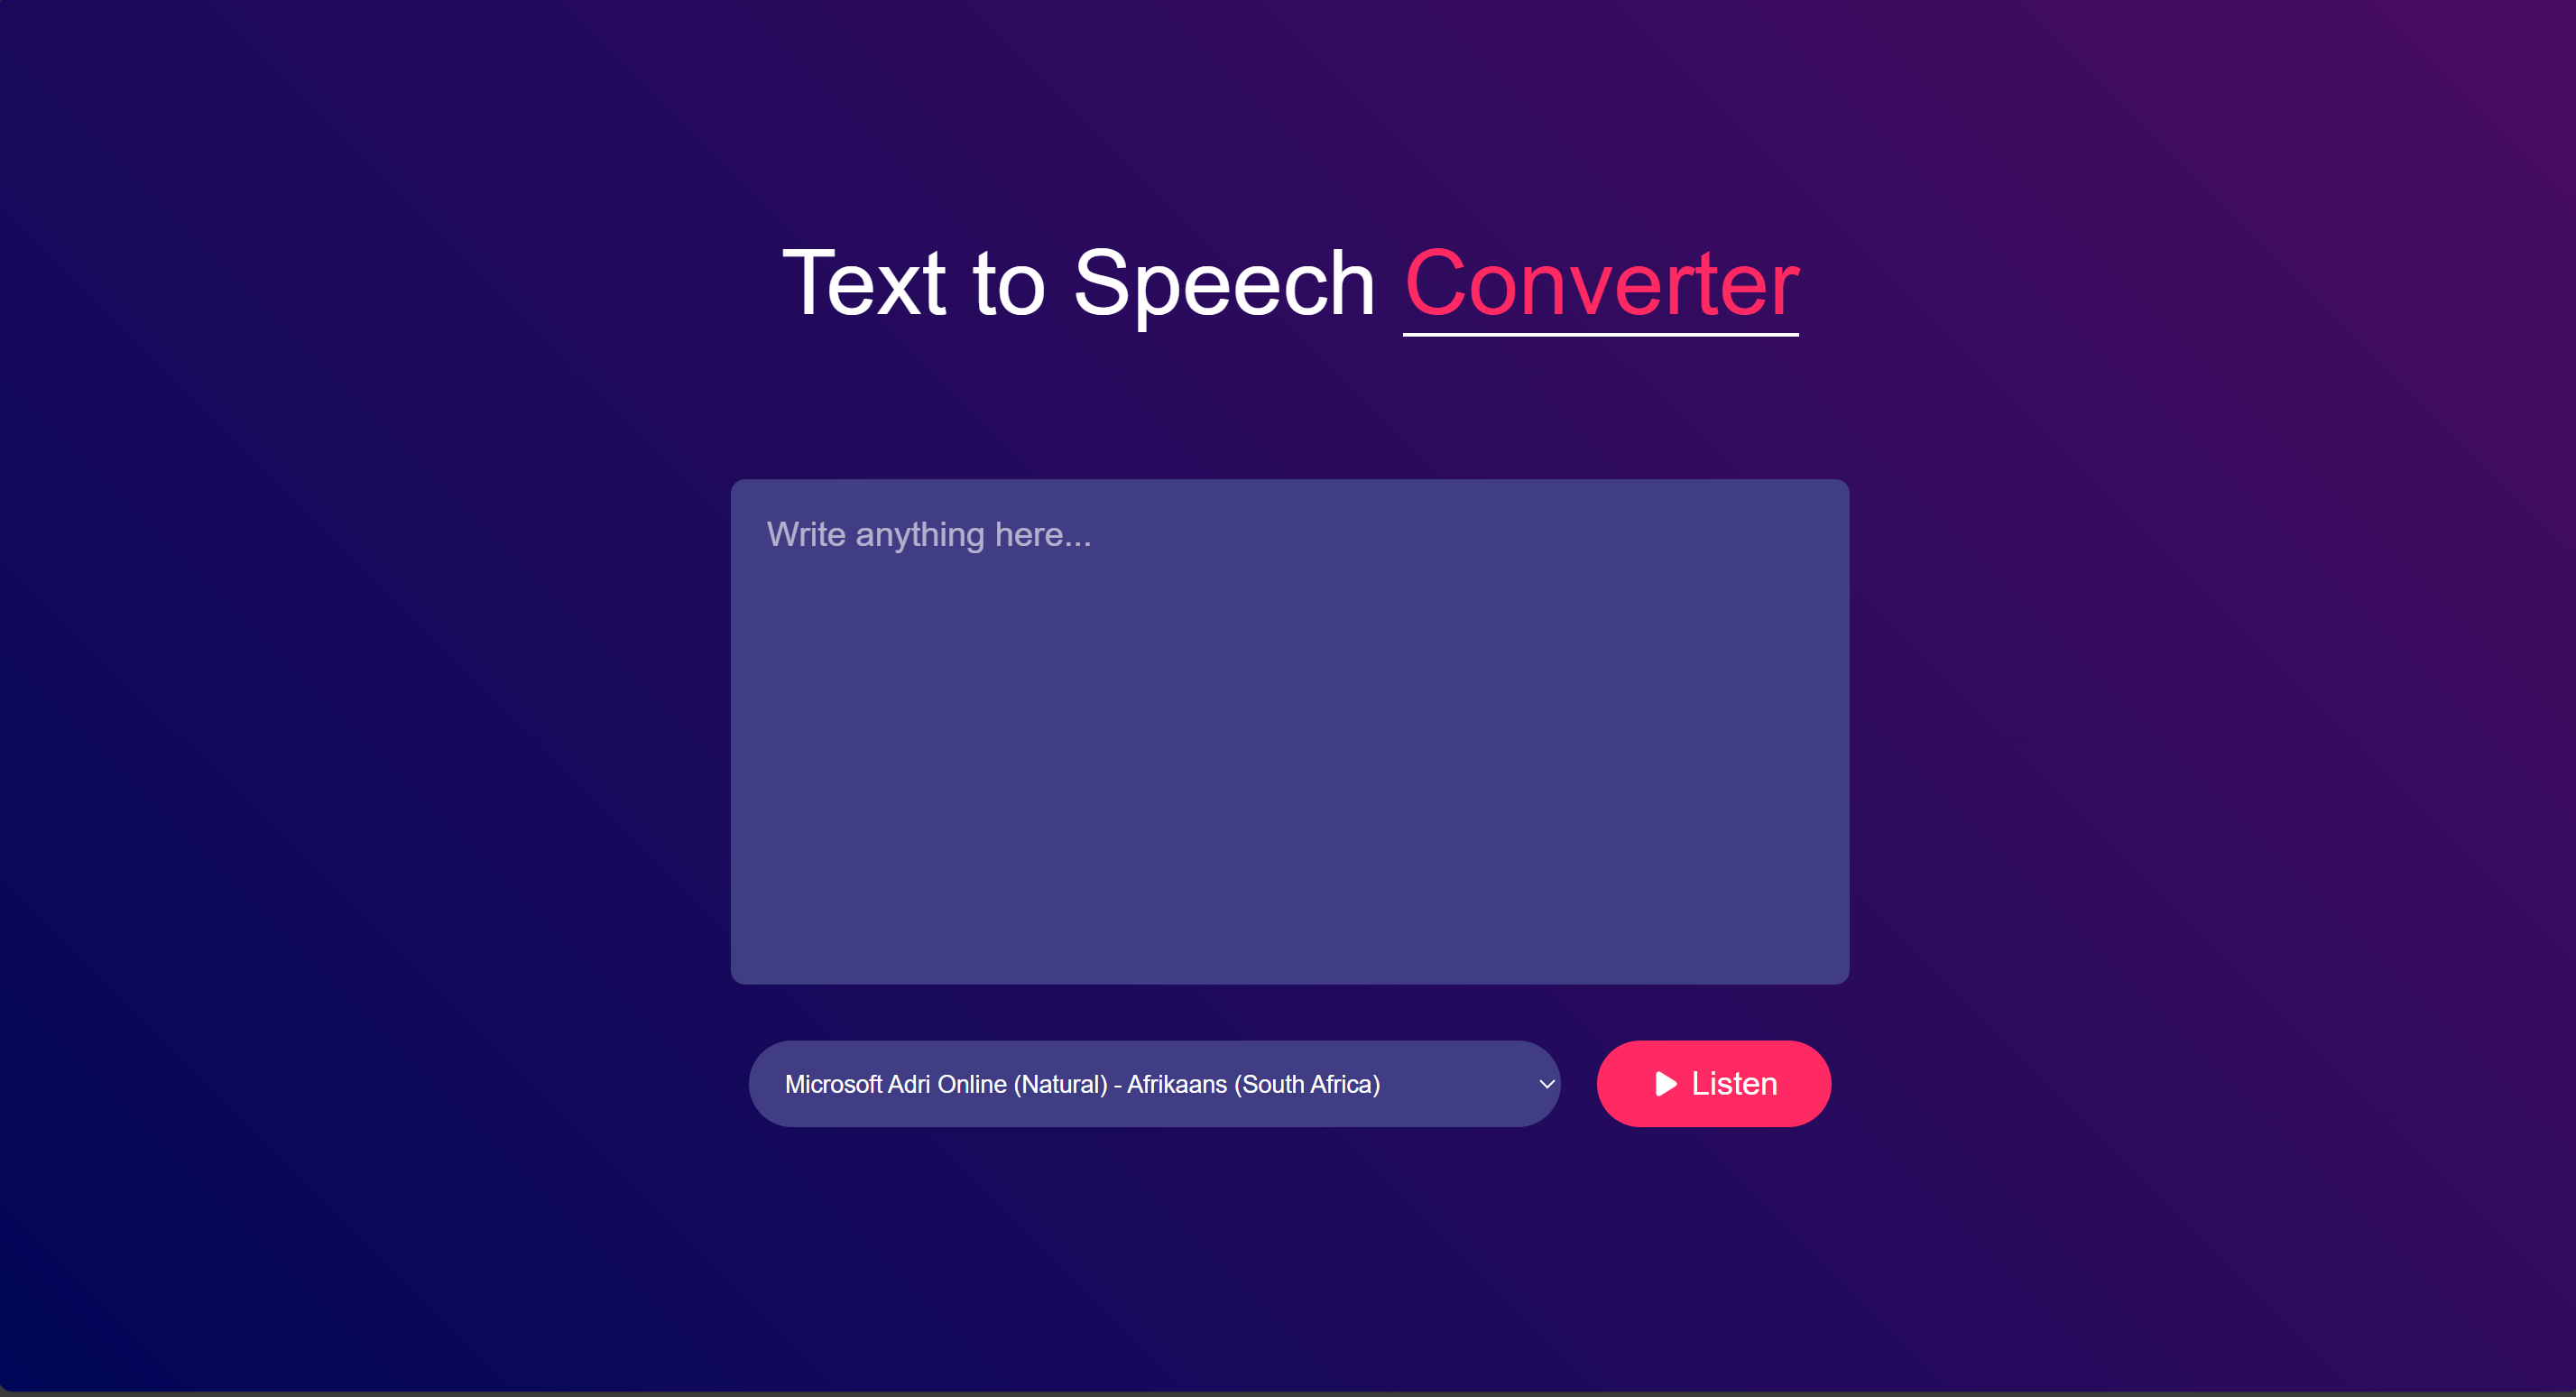 Text to Speech Converter
Write anything here...
Microsoft Adri Online (Natural) - Afrikaans (South Africa)
Listen